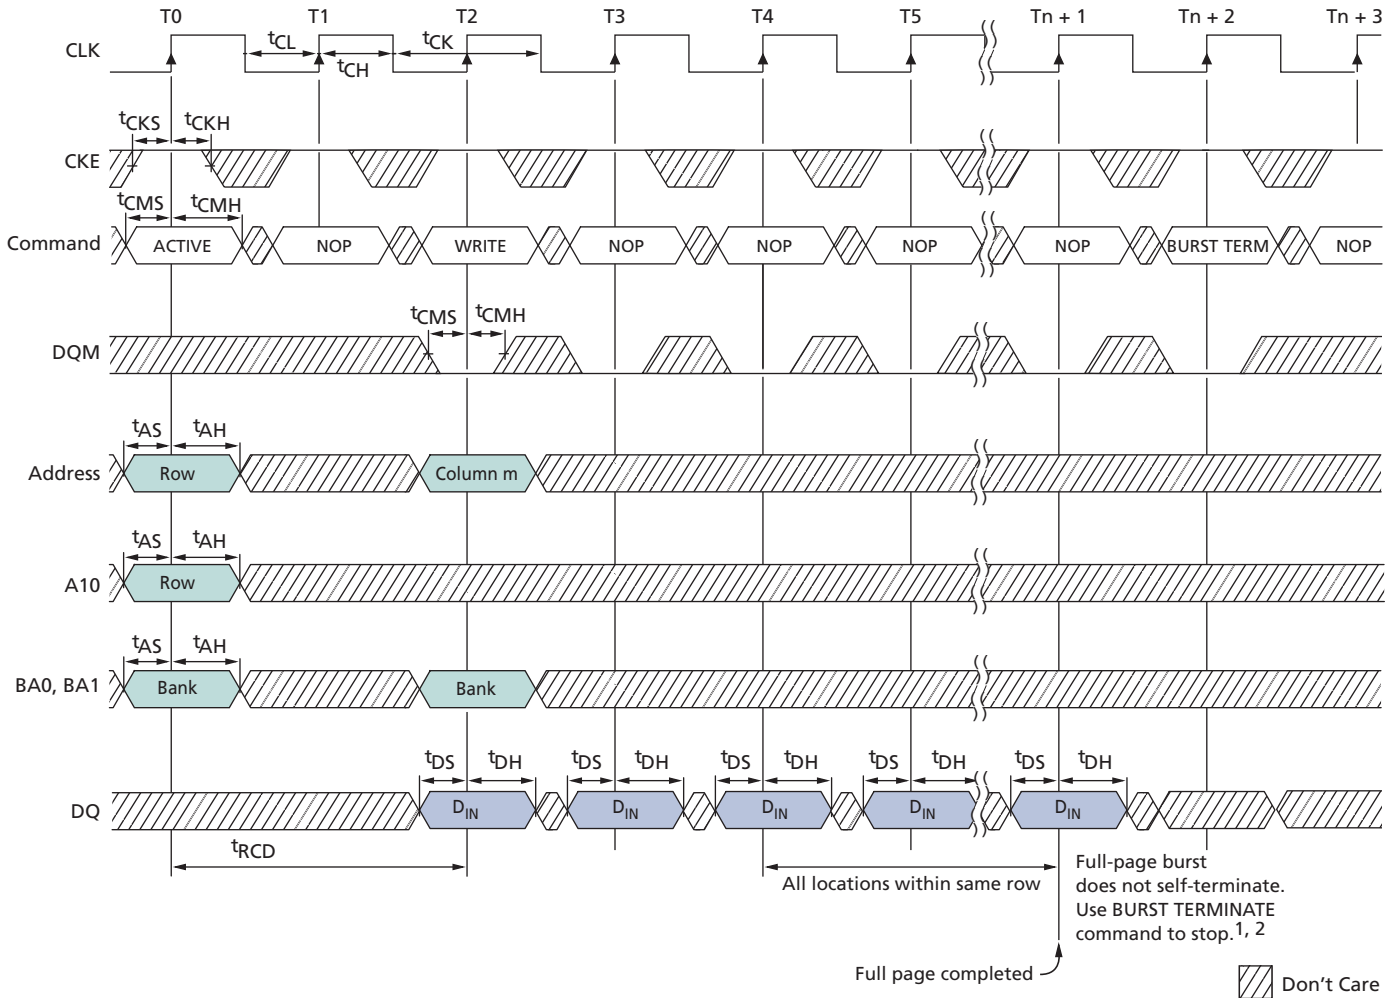 T0 T1 T2 T3 T4 T5 Tn + 1 Tn + 2 Tn + 3
CLK tCL tCH tCK
tCKS tCKH
CKE
tCMS tCMH
Command ACTIVE NOP WRITE NOP NOP NOP NOP BURST TERM NOP
tCMS tCMH
DQM
tAS tAH
Address Row Column m
tAS tAH
A10 Row
tAS tAH
BA0, BA1 Bank Bank
tDS tDH tDS tDH tDS tDH tDS tDH tDS tDH
DQ DIN DIN DIN DIN DIN
tRCD
All locations within same row
Full-page burst
does not self-terminate.
Use BURST TERMINATE
command to stop.1, 2
Full page completed
Don't Care